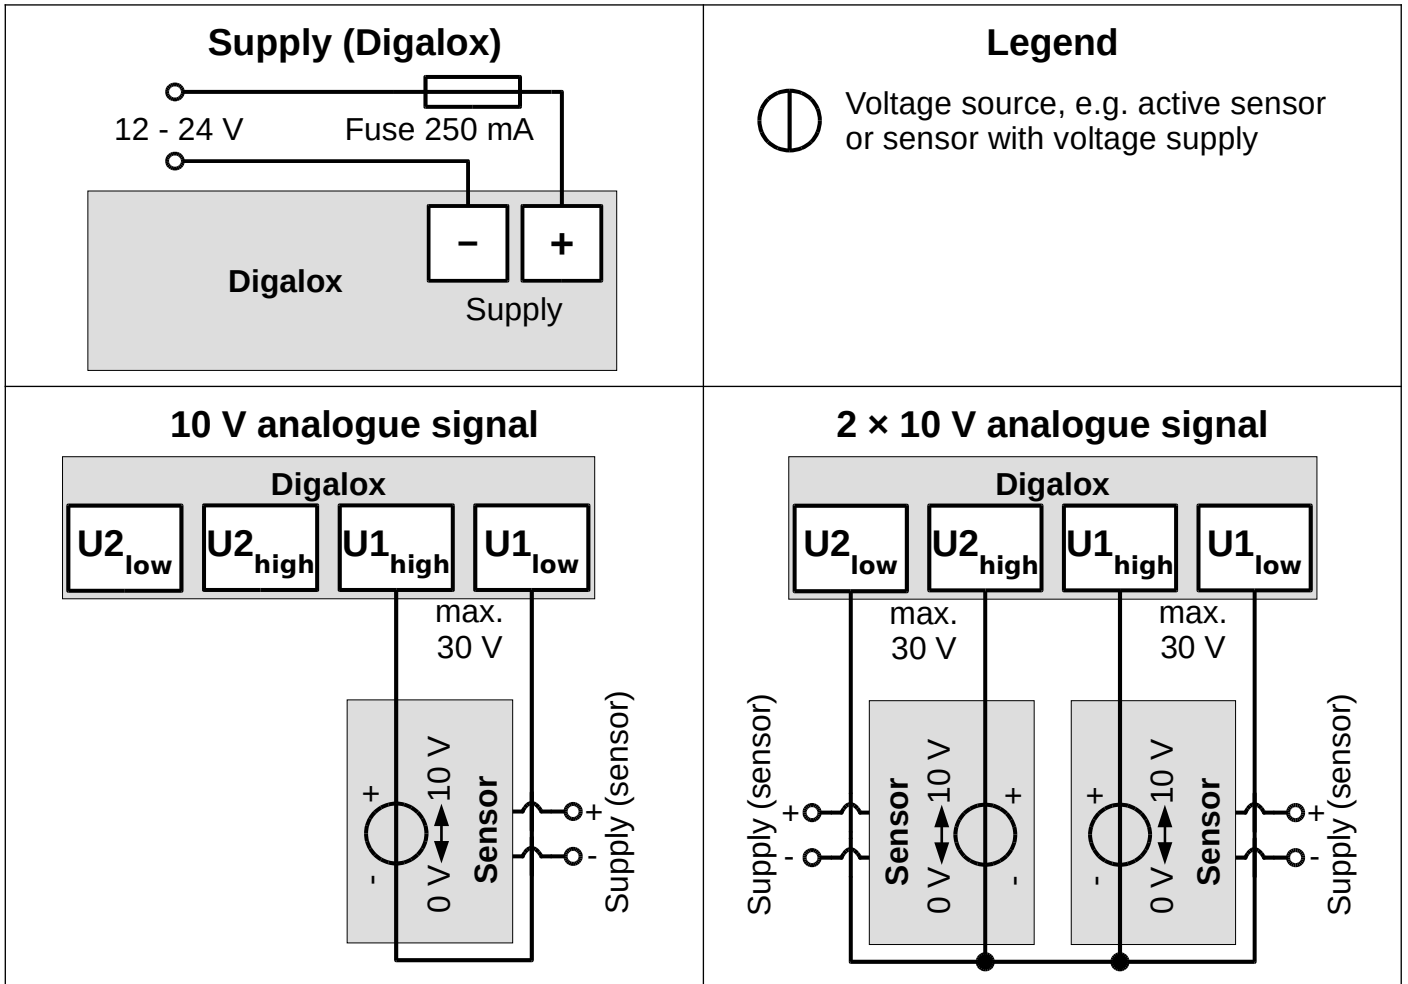 Supply (Digalox)
12 - 24 V
Fuse 250 mA
−
+
Digalox
Supply
Legend
Voltage source, e.g. active sensor
or sensor with voltage supply
10 V analogue signal
Digalox
U2low
U2high
U1high
U1low
max.
30 V
+
-
0 V
10 V
Sensor
+
-
Supply (sensor)
2 × 10 V analogue signal
Digalox
U2low
U2high
U1high
U1low
max.
30 V
max.
30 V
Supply (sensor)
+
-
Sensor
0 V
10 V
+
-
+
-
0 V
10 V
Sensor
+
-
Supply (sensor)